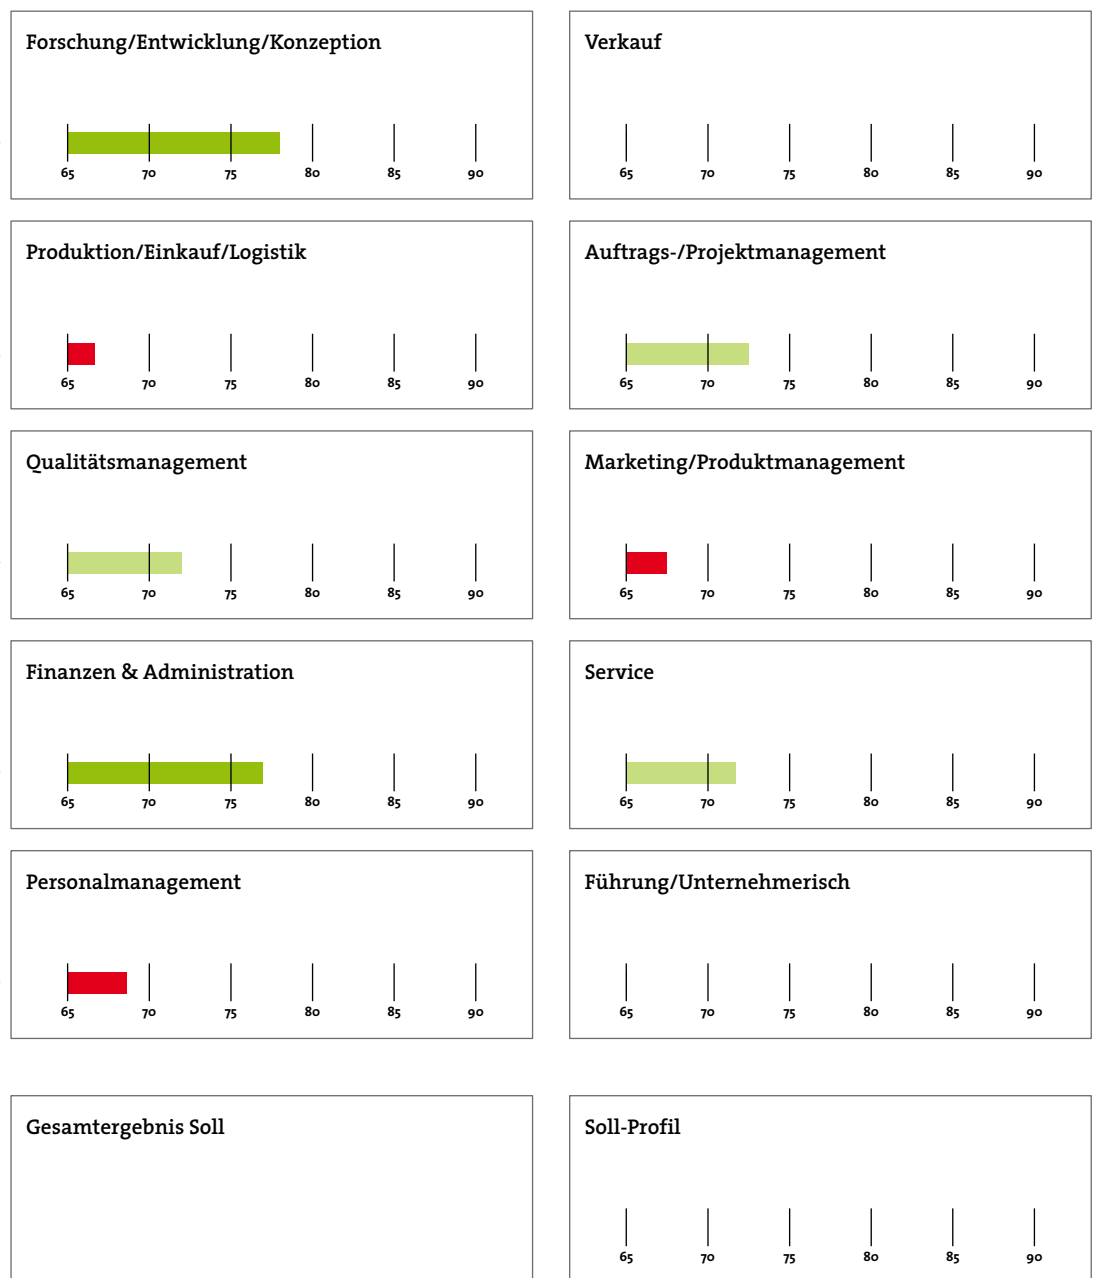 Forschung/Entwicklung/Konzeption
65 70 75 80 85 90
Verkauf
65 70 75 80 85 90
Produktion/Einkauf/Logistik
65 70 75 80 85 90
Auftrags-/Projektmanagement
65 70 75 80 85 90
Qualitätsmanagement
65 70 75 80 85 90
Marketing/Produktmanagement
65 70 75 80 85 90
Finanzen & Administration
65 70 75 80 85 90
Service
65 70 75 80 85 90
Personalmanagement
65 70 75 80 85 90
Führung/Unternehmerisch
65 70 75 80 85 90
Gesamtergebnis Soll
Soll-Profil
65 70 75 80 85 90